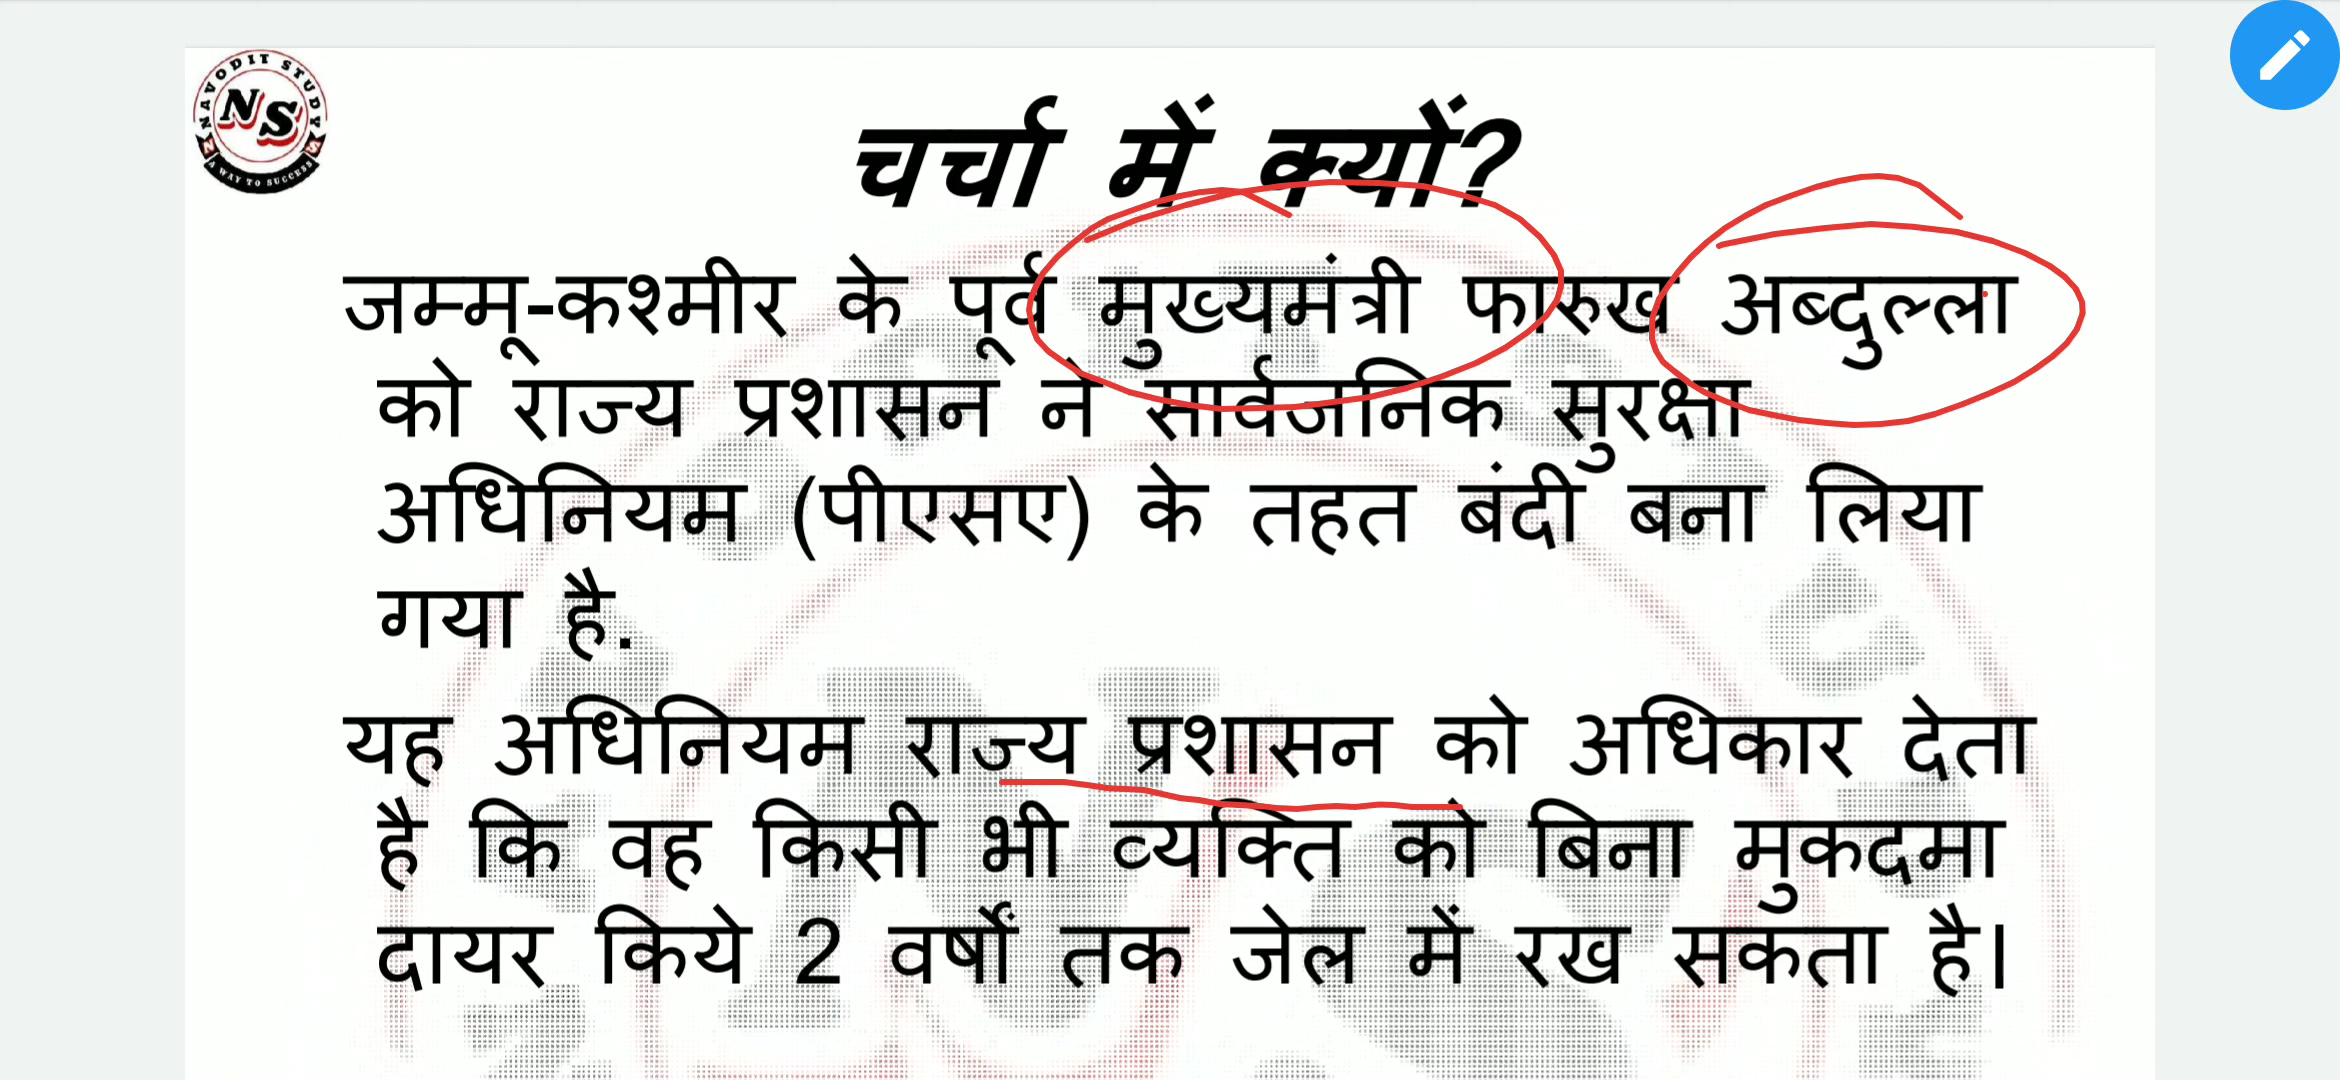 NAVODIT STUDY
NS
A WAY TO SUCCESS
चर्चा में क्यों?
जम्मू-कश्मीर के पूर्व मुख्यमंत्री फारुख अब्दुल्ला
को राज्य प्रशासन ने सार्वजनिक सुरक्षा
अधिनियम (पीएसए) के तहत बंदी बना लिया
गया है.
यह अधिनियम राज्य प्रशासन को अधिकार देता
है कि वह किसी भी व्यक्ति को बिना मुकदमा
दायर किये 2 वर्षों तक जेल में रख सकता है।